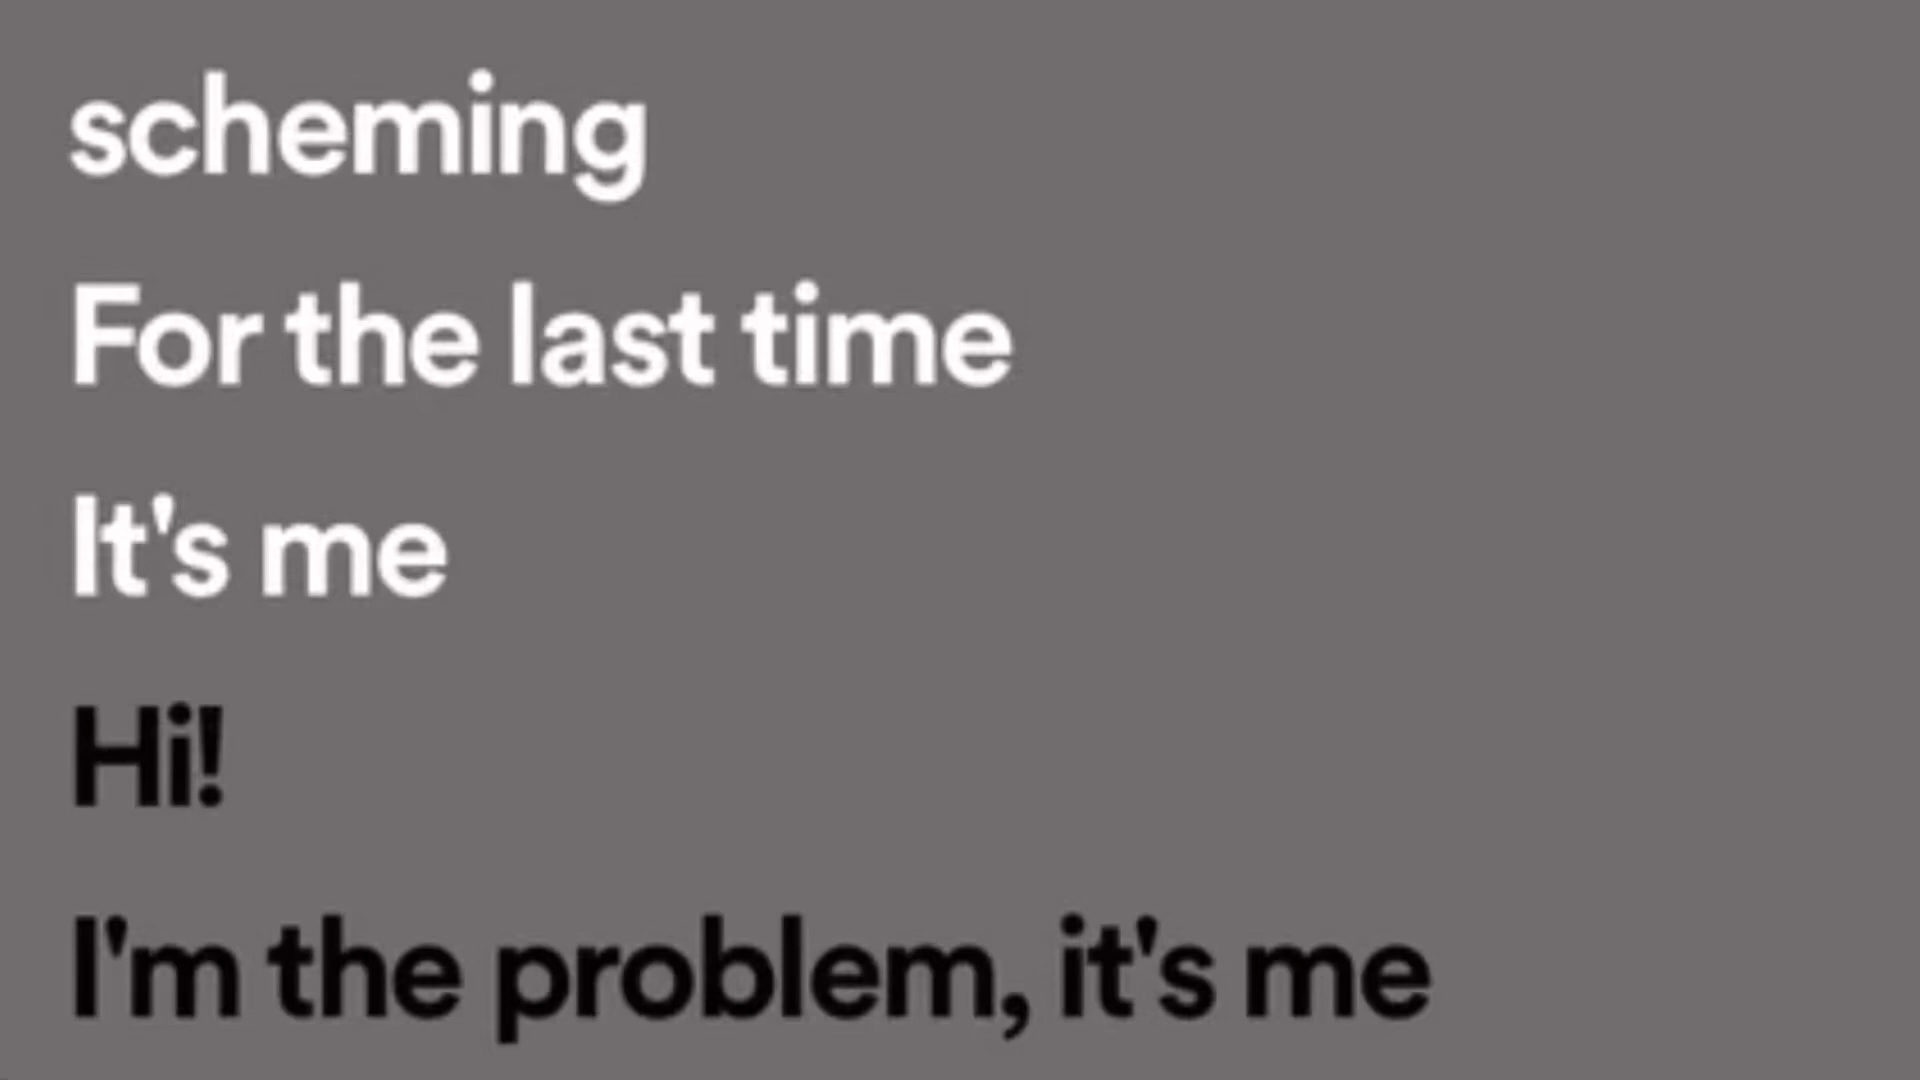 scheming
For the last time
It's me
Hi!
I'm the problem, it's me